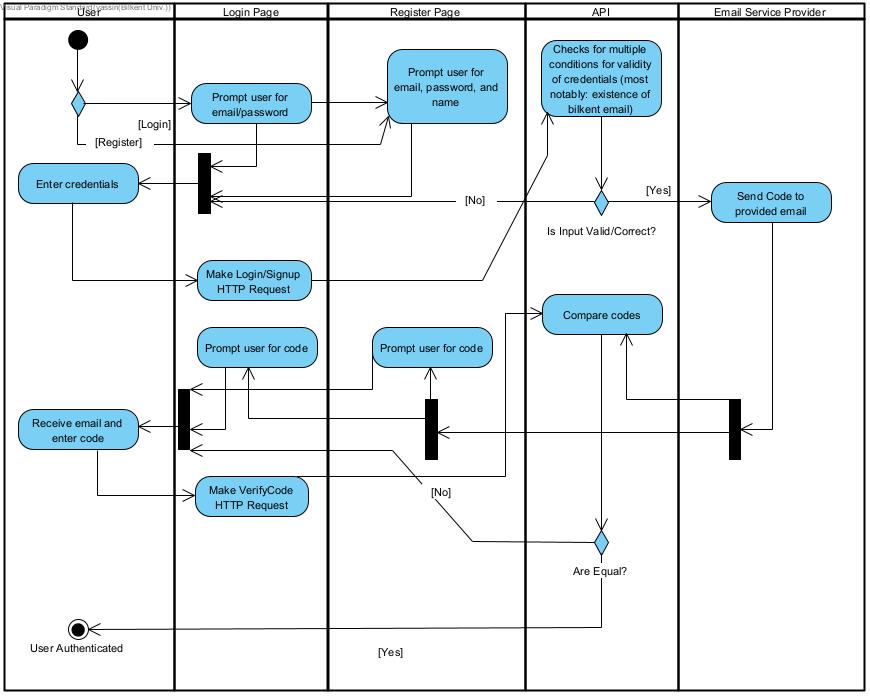 Visual Paradigm Standard(yassin(Bilkent Univ.))
User
Login Page
Register Page
API
Email Service Provider
Prompt user for
email/password
Prompt user for
email, password, and
name
Checks for multiple
conditions for validity
of credentials (most
notably: existence of
bilkent email)
[Login]
[Register]
Enter credentials
[No]
[Yes]
Send Code to
provided email
Is Input Valid/Correct?
Make Login/Signup
HTTP Request
Compare codes
Prompt user for code
Prompt user for code
Receive email and
enter code
Make VerifyCode
HTTP Request
[No]
Are Equal?
User Authenticated
[Yes]